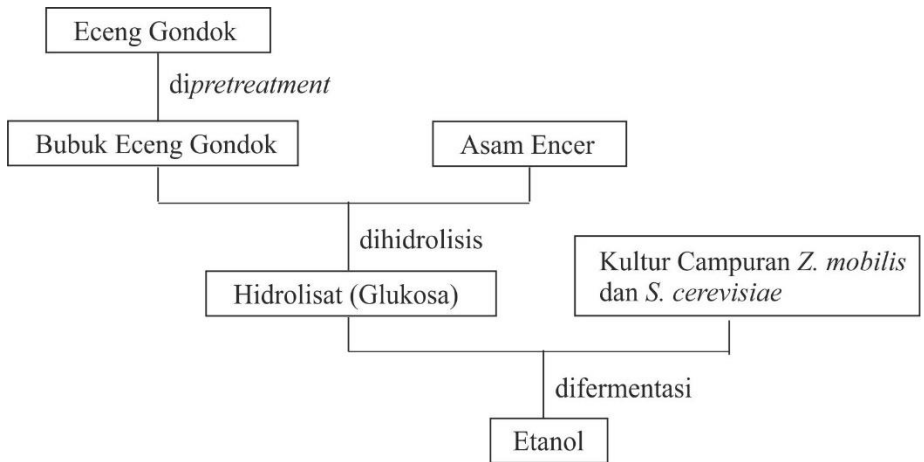 Eceng Gondok
dipretreatment
Bubuk Eceng Gondok
Asam Encer
dihidrolisis
Hidrolisat (Glukosa)
Kultur Campuran Z. mobilis
dan S. cerevisiae
difermentasi
Etanol